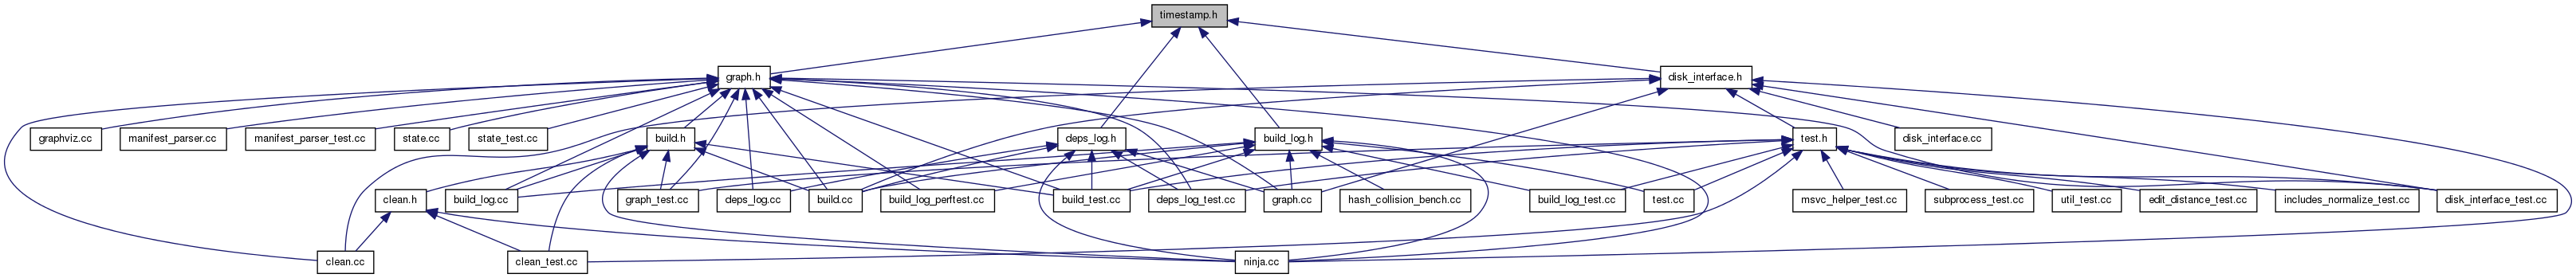 timestamp.h
graph.h
disk_interface.h
graphviz.cc
manifest_parser.cc
manifest_parser_test.cc
state.cc
state_test.cc
build.h
deps_log.h
build_log.h
test.h
disk_interface.cc
clean.h
build_log.cc
graph_test.cc
deps_log.cc
build.cc
build_log_perftest.cc
build_test.cc
deps_log_test.cc
graph.cc
hash_collision_bench.cc
build_log_test.cc
test.cc
msvc_helper_test.cc
subprocess_test.cc
util_test.cc
edit_distance_test.cc
includes_normalize_test.cc
disk_interface_test.cc
clean.cc
clean_test.cc
ninja.cc